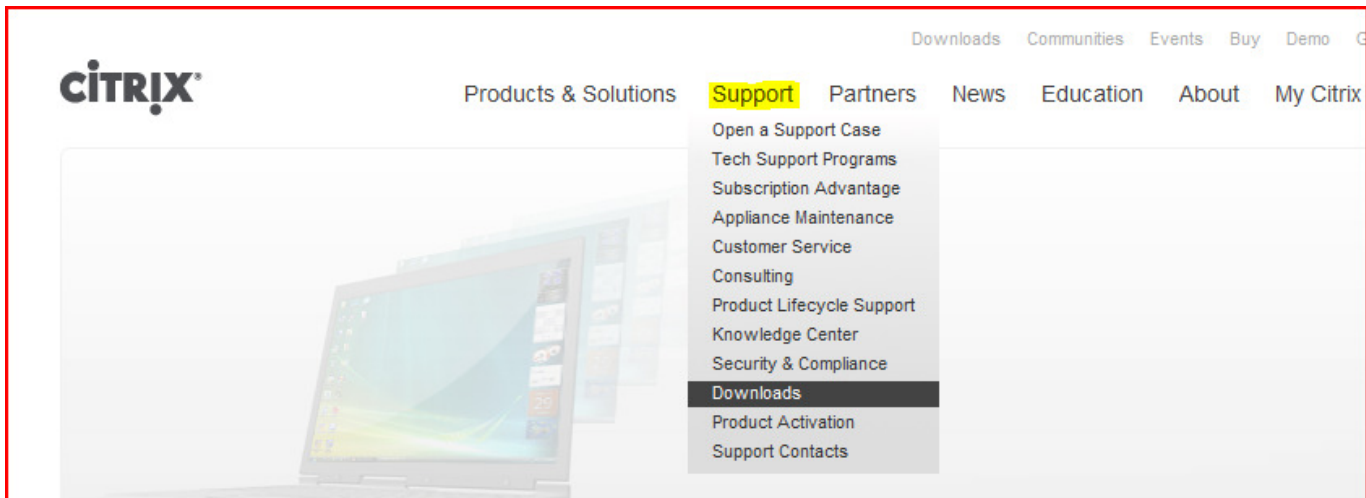 Downloads Communities Events Buy Demo
CİTRIX®
Products & Solutions Support Partners News Education About My Citrix
Open a Support Case
Tech Support Programs
Subscription Advantage
Appliance Maintenance
Customer Service
Consulting
Product Lifecycle Support
Knowledge Center
Security & Compliance
Downloads
Product Activation
Support Contacts